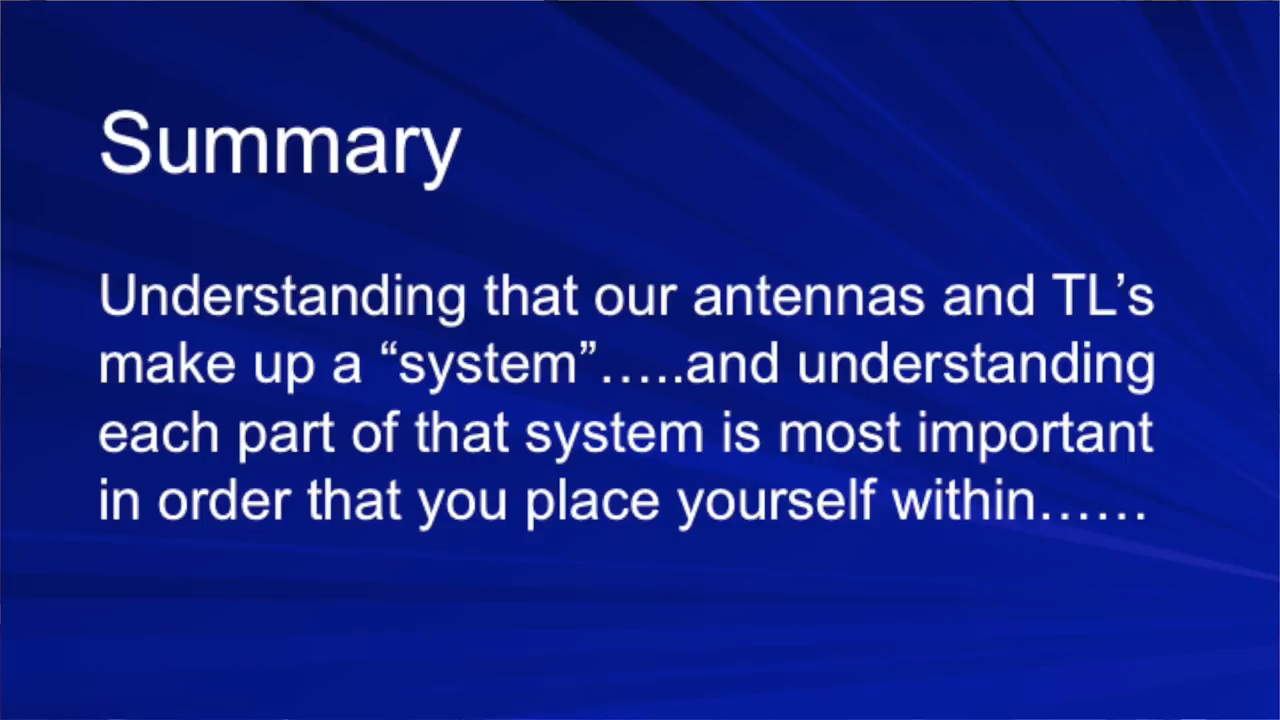 Summary
Understanding that our antennas and TL’s
make up a “system”…..and understanding
each part of that system is most important
in order that you place yourself within……